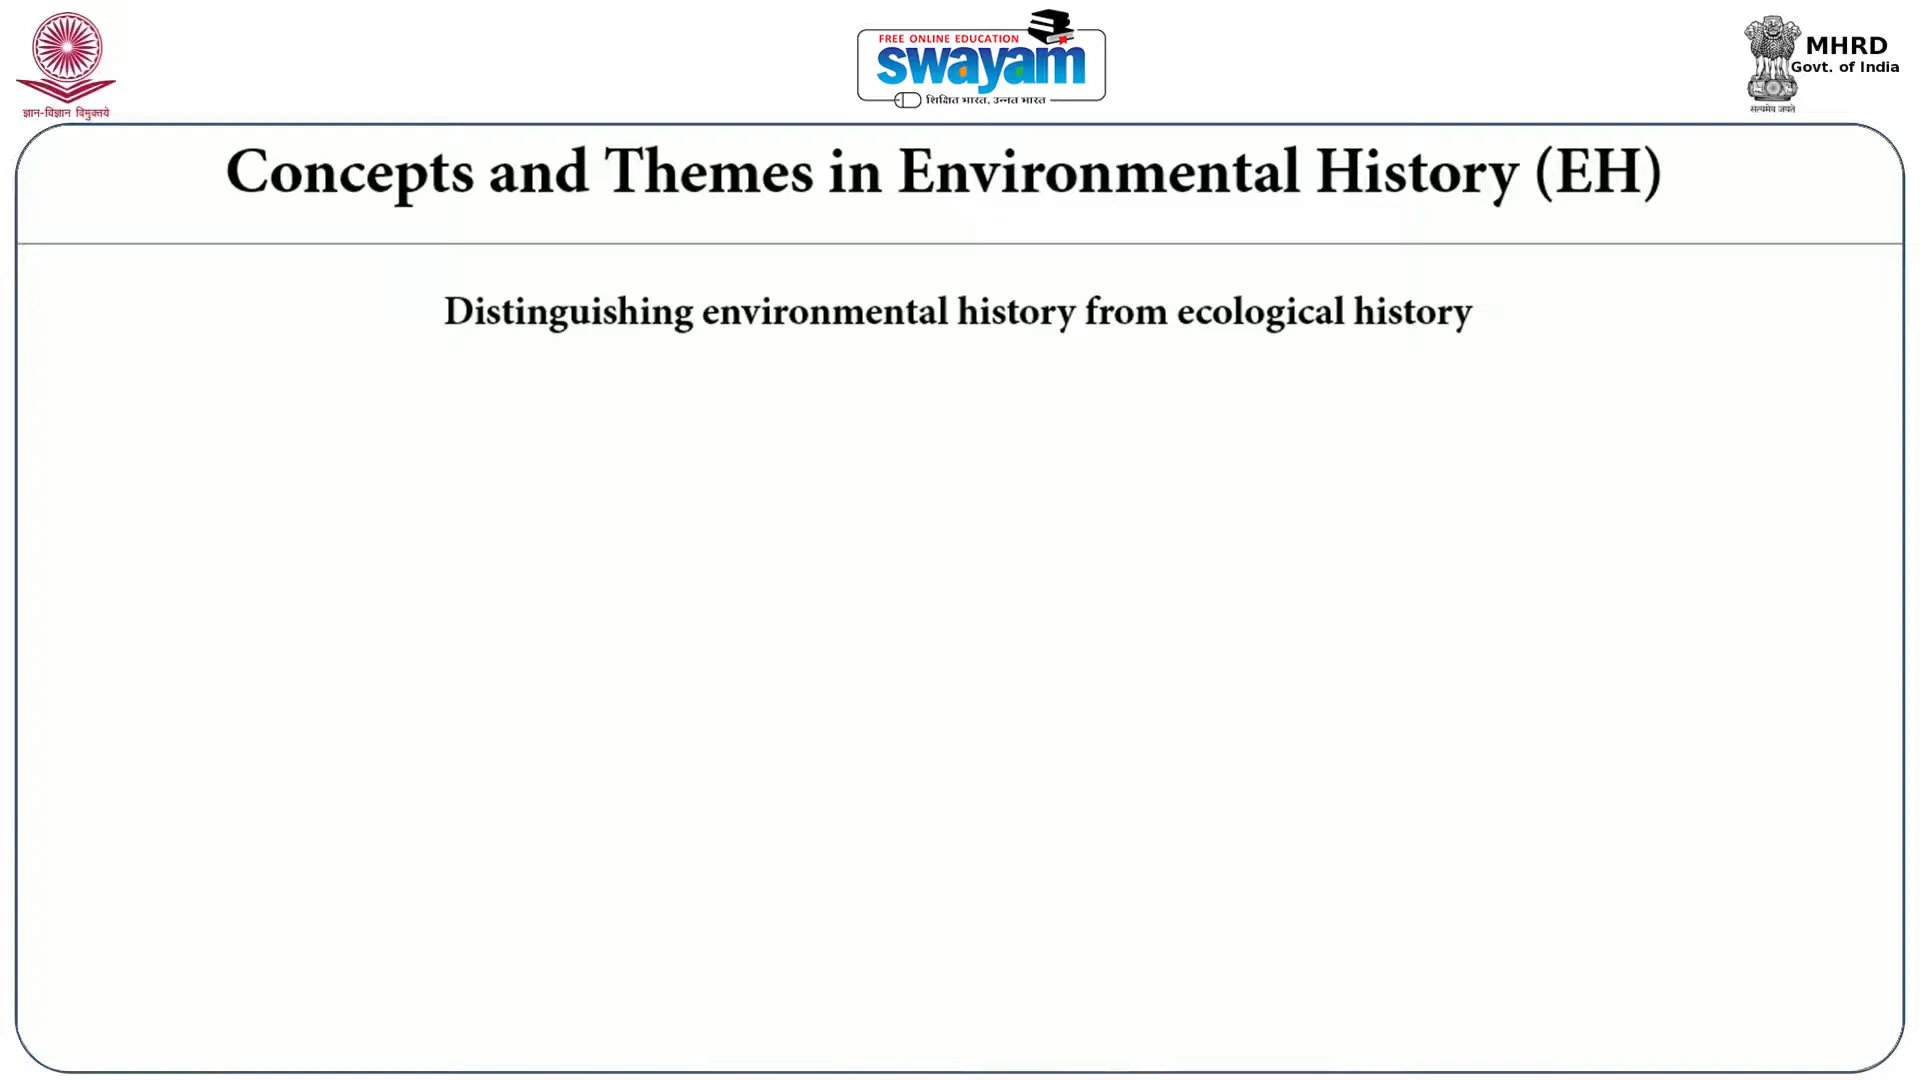 FREE ONLINE EDUCATION
swayam
शिक्षित भारत, उन्नत भारत
MHRD
Govt. of India
सत्यमेव जयते
ज्ञान-विज्ञान विमुक्तये
Concepts and Themes in Environmental History (EH)
Distinguishing environmental history from ecological history